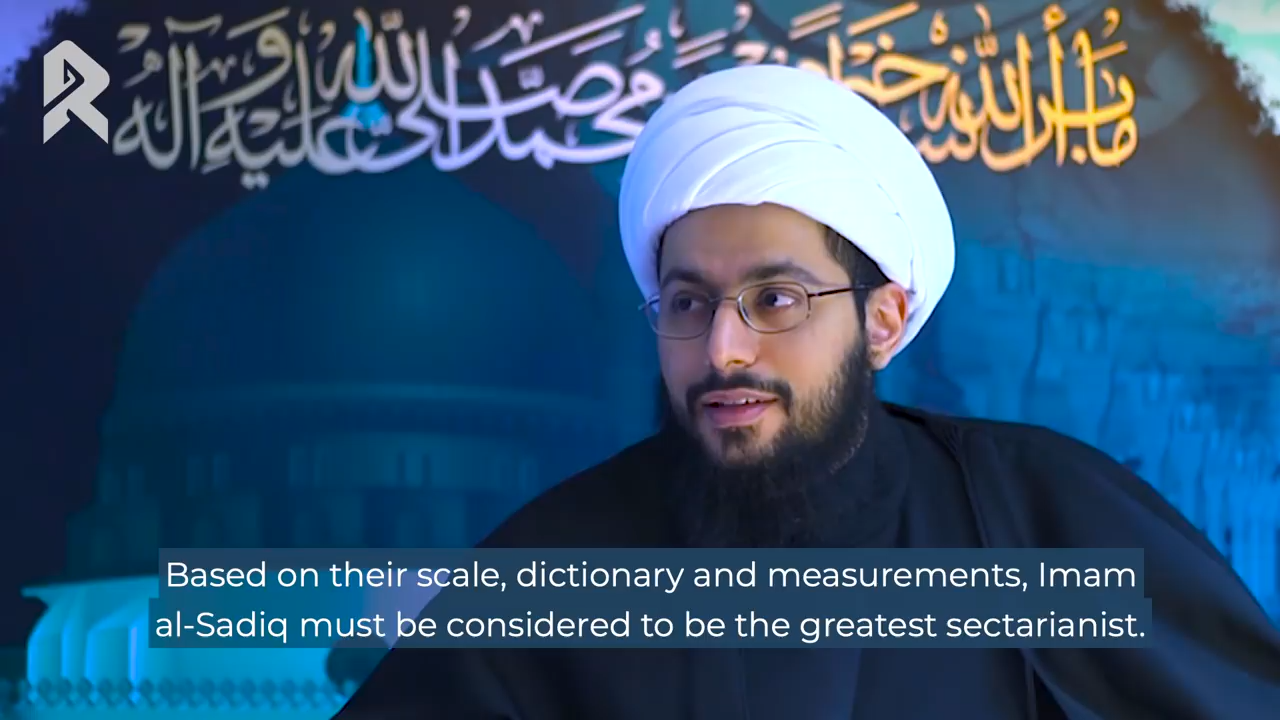 محمد صلى الله عليه وآله
Based on their scale, dictionary and measurements, Imam
al-Sadiq must be considered to be the greatest sectarianist.